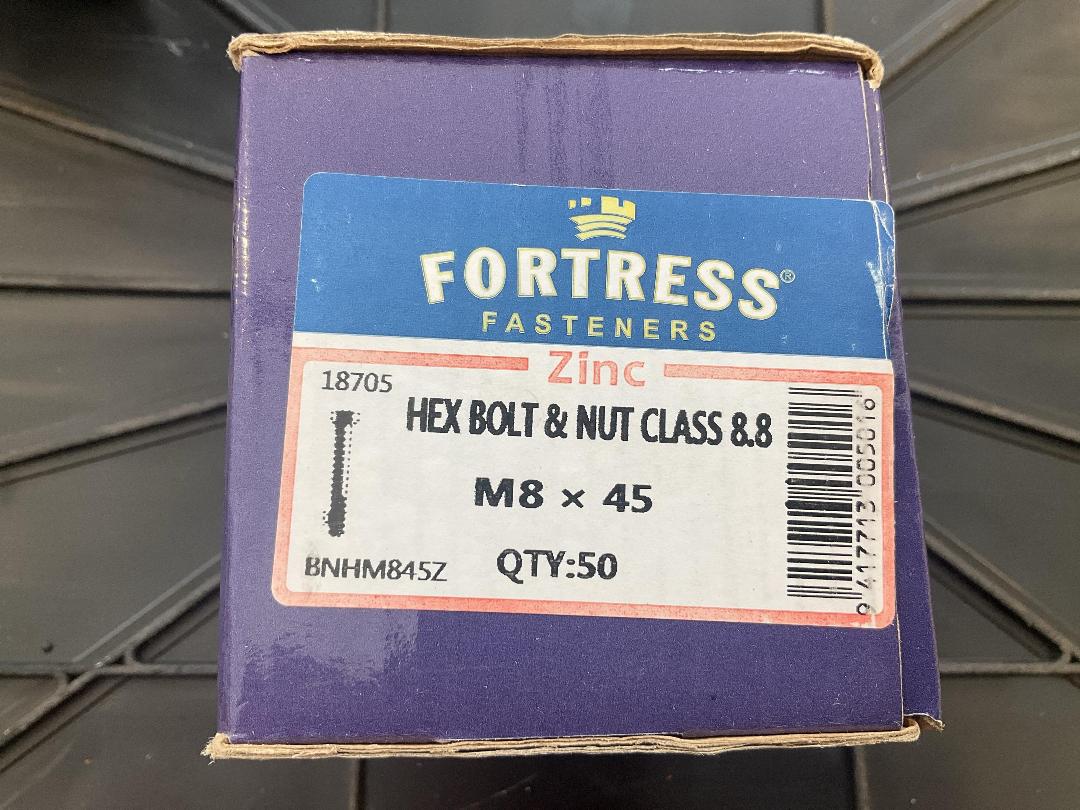 FORTRESS®
FASTENERS
Zinc
18705
HEX BOLT & NUT CLASS 8.8
M8 × 45
BNHM845Z
QTY:50
9 417713 005016